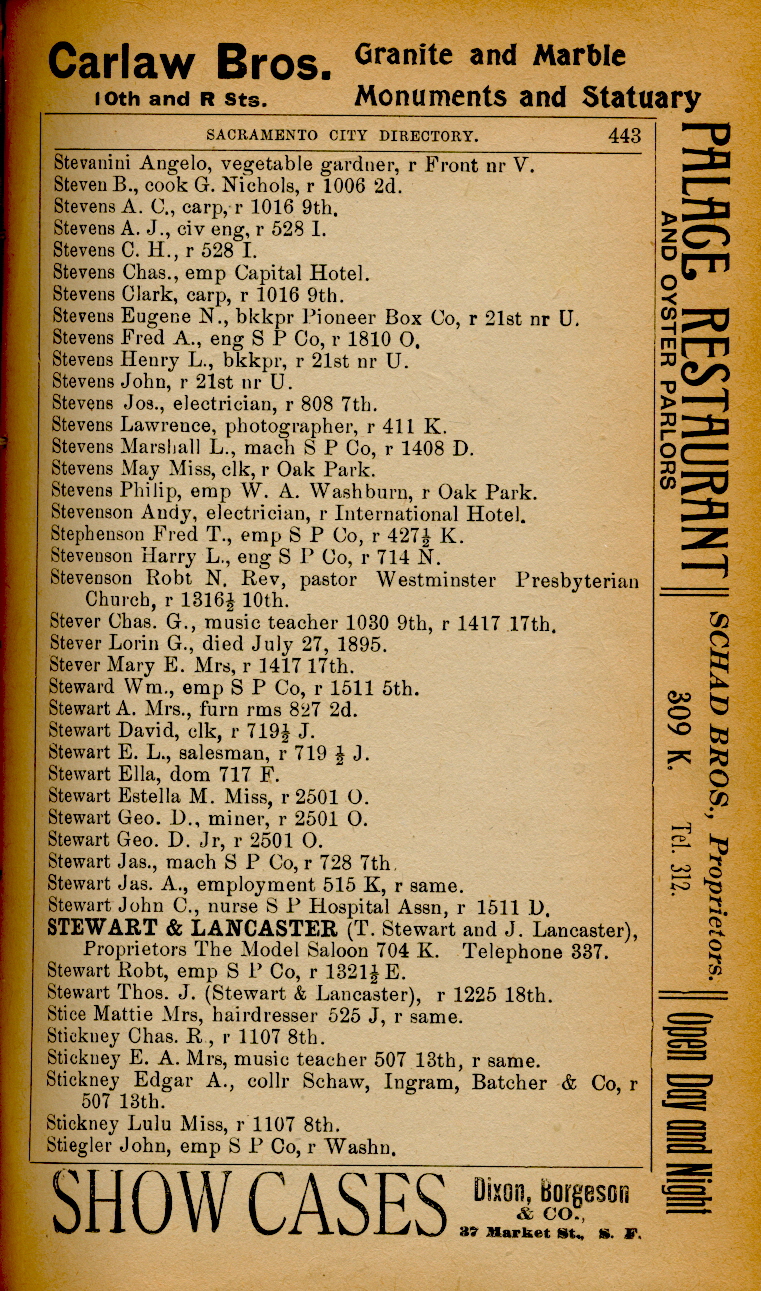 Carlaw Bros. Granite and Marble
10th and R Sts. Monuments and Statuary
SACRAMENTO CITY DIRECTORY. 443
Stevanini Angelo, vegetable gardner, r Front nr V.
Steven B., cook G. Nichols, r 1006 2d.
Stevens A. C., carp, r 1016 9th.
Stevens A. J., civ eng, r 528 I.
Stevens C. H., r 528 I.
Stevens Chas., emp Capital Hotel.
Stevens Clark, carp, r 1016 9th.
Stevens Eugene N., bkkpr Pioneer Box Co, r 21st nr U.
Stevens Fred A., eng S P Co, r 1810 O.
Stevens Henry L., bkkpr, r 21st nr U.
Stevens John, r 21st nr U.
Stevens Jos., electrician, r 808 7th.
Stevens Lawrence, photographer, r 411 K.
Stevens Marshall L., mach S P Co, r 1408 D.
Stevens May Miss, clk, r Oak Park.
Stevens Philip, emp W. A. Washburn, r Oak Park.
Stevenson Andy, electrician, r International Hotel.
Stephenson Fred T., emp S P Co, r 427½ K.
Stevenson Harry L., eng S P Co, r 714 N.
Stevenson Robt N. Rev, pastor Westminster Presbyterian
Church, r 1316½ 10th.
Stever Chas. G., music teacher 1030 9th, r 1417 17th.
Stever Lorin G., died July 27, 1895.
Stever Mary E. Mrs, r 1417 17th.
Steward Wm., emp S P Co, r 1511 5th.
Stewart A. Mrs., furn rms 827 2d.
Stewart David, clk, r 719½ J.
Stewart E. L., salesman, r 719 ½ J.
Stewart Ella, dom 717 F.
Stewart Estella M. Miss, r 2501 O.
Stewart Geo. D., miner, r 2501 O.
Stewart Geo. D. Jr, r 2501 O.
Stewart Jas., mach S P Co, r 728 7th.
Stewart Jas. A., employment 515 K, r same.
Stewart John C., nurse S P Hospital Assn, r 1511 D.
STEWART & LANCASTER (T. Stewart and J. Lancaster),
Proprietors The Model Saloon 704 K. Telephone 337.
Stewart Robt, emp S P Co, r 1321½ E.
Stewart Thos. J. (Stewart & Lancaster), r 1225 18th.
Stice Mattie Mrs, hairdresser 525 J, r same.
Stickney Chas. R., r 1107 8th.
Stickney E. A. Mrs, music teacher 507 13th, r same.
Stickney Edgar A., collr Schaw, Ingram, Batcher & Co, r
507 13th.
Stickney Lulu Miss, r 1107 8th.
Stiegler John, emp S P Co, r Washn.
PALACE RESTAURANT
AND OYSTER PARLORS
SCHAD BROS., Proprietors.
309 K. Tel. 312.
Open Day and Night
SHOW CASES Dixon, Borgeson
& CO.,
37 Market St., S. F.